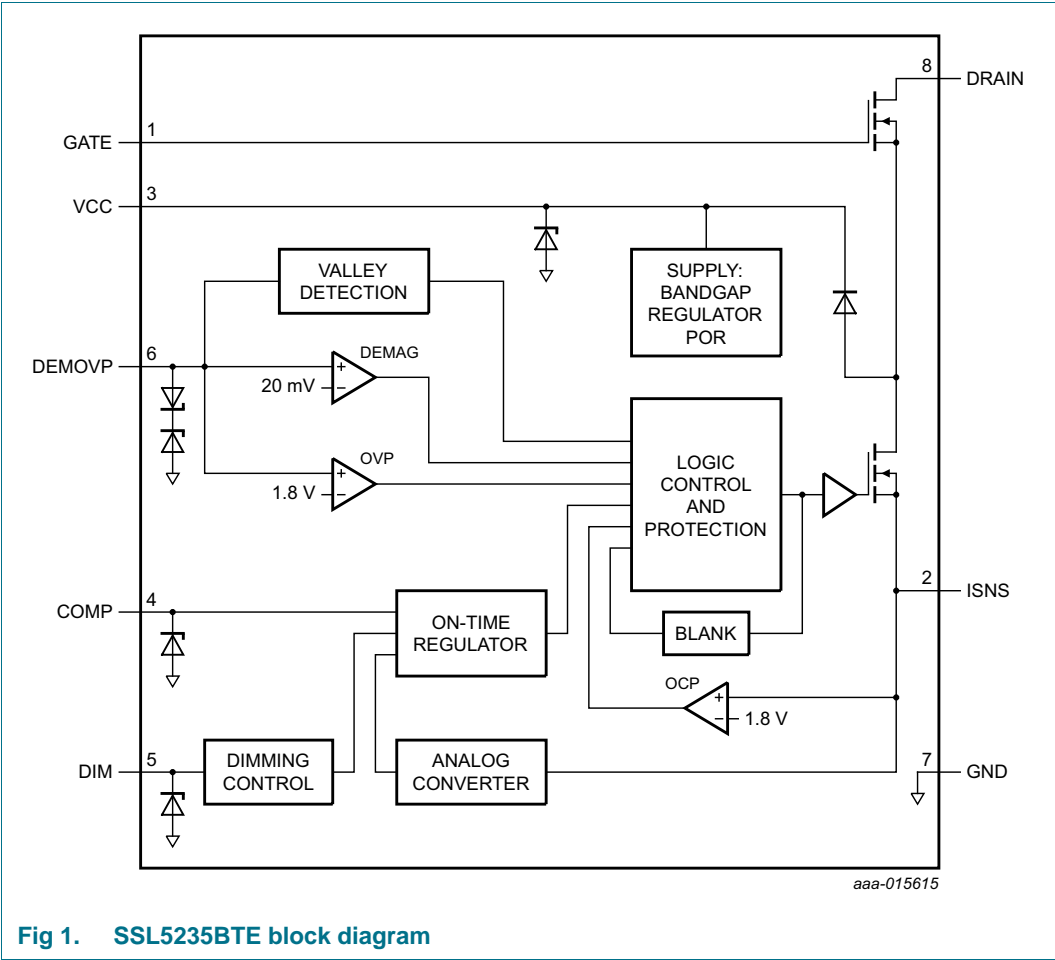 8
DRAIN
1
GATE
3
VCC
VALLEY
DETECTION
SUPPLY:
BANDGAP
REGULATOR
POR
6
DEMOVP
DEMAG
+
20 mV
−
OVP
+
1.8 V
−
LOGIC
CONTROL
AND
PROTECTION
2
ISNS
4
COMP
ON-TIME
REGULATOR
BLANK
OCP
+
−
1.8 V
5
DIM
DIMMING
CONTROL
ANALOG
CONVERTER
7
GND
aaa-015615
Fig 1. SSL5235BTE block diagram